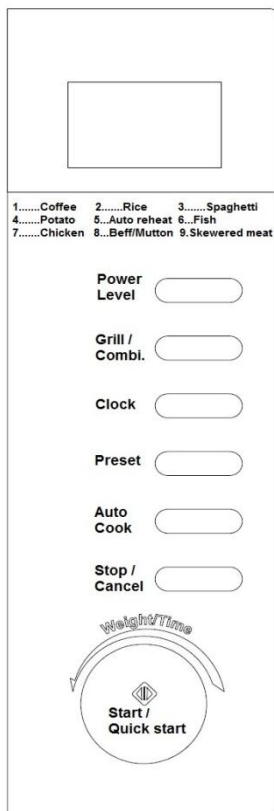 1.......Coffee 2.......Rice 3.......Spaghetti
4.......Potato 5...Auto reheat 6...Fish
7.......Chicken 8...Beff/Mutton 9.Skewered meat
Power
Level
Grill /
Combi.
Clock
Preset
Auto
Cook
Stop /
Cancel
Weight/Time
Start /
Quick start